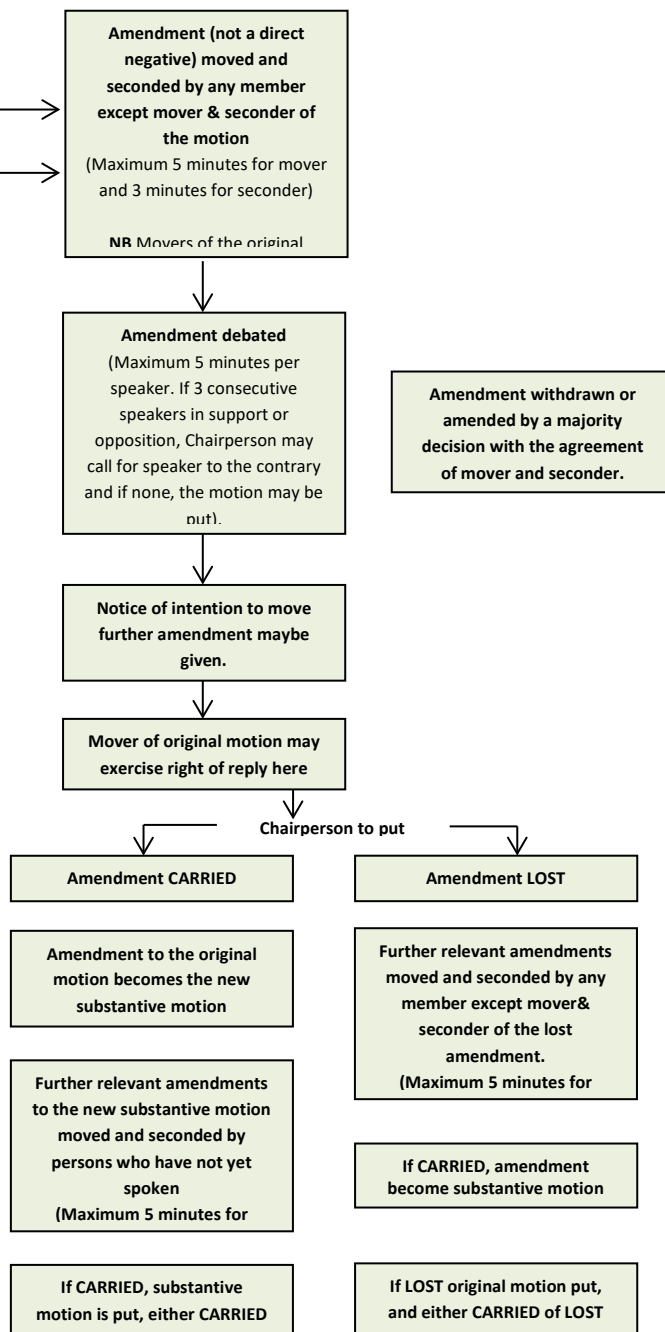 Amendment (not a direct
negative) moved and
seconded by any member
except mover & seconder of
the motion
(Maximum 5 minutes for mover
and 3 minutes for seconder)
NB Movers of the original
Amendment debated
(Maximum 5 minutes per
speaker. If 3 consecutive
speakers in support or
opposition, Chairperson may
call for speaker to the contrary
and if none, the motion may be
put).
Amendment withdrawn or
amended by a majority
decision with the agreement
of mover and seconder.
Notice of intention to move
further amendment maybe
given.
Mover of original motion may
exercise right of reply here
Chairperson to put
Amendment CARRIED
Amendment to the original
motion becomes the new
substantive motion
Further relevant amendments
to the new substantive motion
moved and seconded by
persons who have not yet
spoken
(Maximum 5 minutes for
If CARRIED, substantive
motion is put, either CARRIED
Amendment LOST
Further relevant amendments
moved and seconded by any
member except mover&
seconder of the lost
amendment.
(Maximum 5 minutes for
If CARRIED, amendment
become substantive motion
If LOST original motion put,
and either CARRIED of LOST